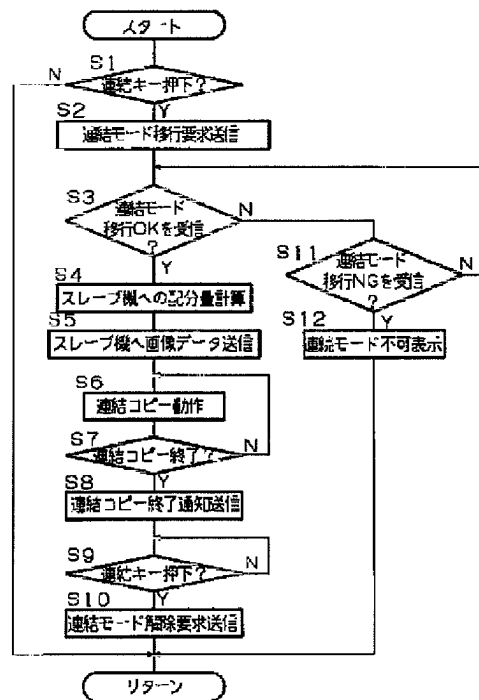 スタート
S1
N
連結キー押下?
S2
Y
連結モード移行要求送信
S3
連結モード
移行OKを受信
?
N
Y
S11
連結モード
移行NGを受信
?
N
Y
S4
スレーブ機への配分量計算
S12
連続モード不可表示
S5
スレーブ機へ画像データ送信
S6
連結コピー動作
S7
連結コピー終了?
N
S8
Y
連結コピー終了通知送信
S9
連結キー押下?
N
S10
Y
連結モード解除要求送信
リターン